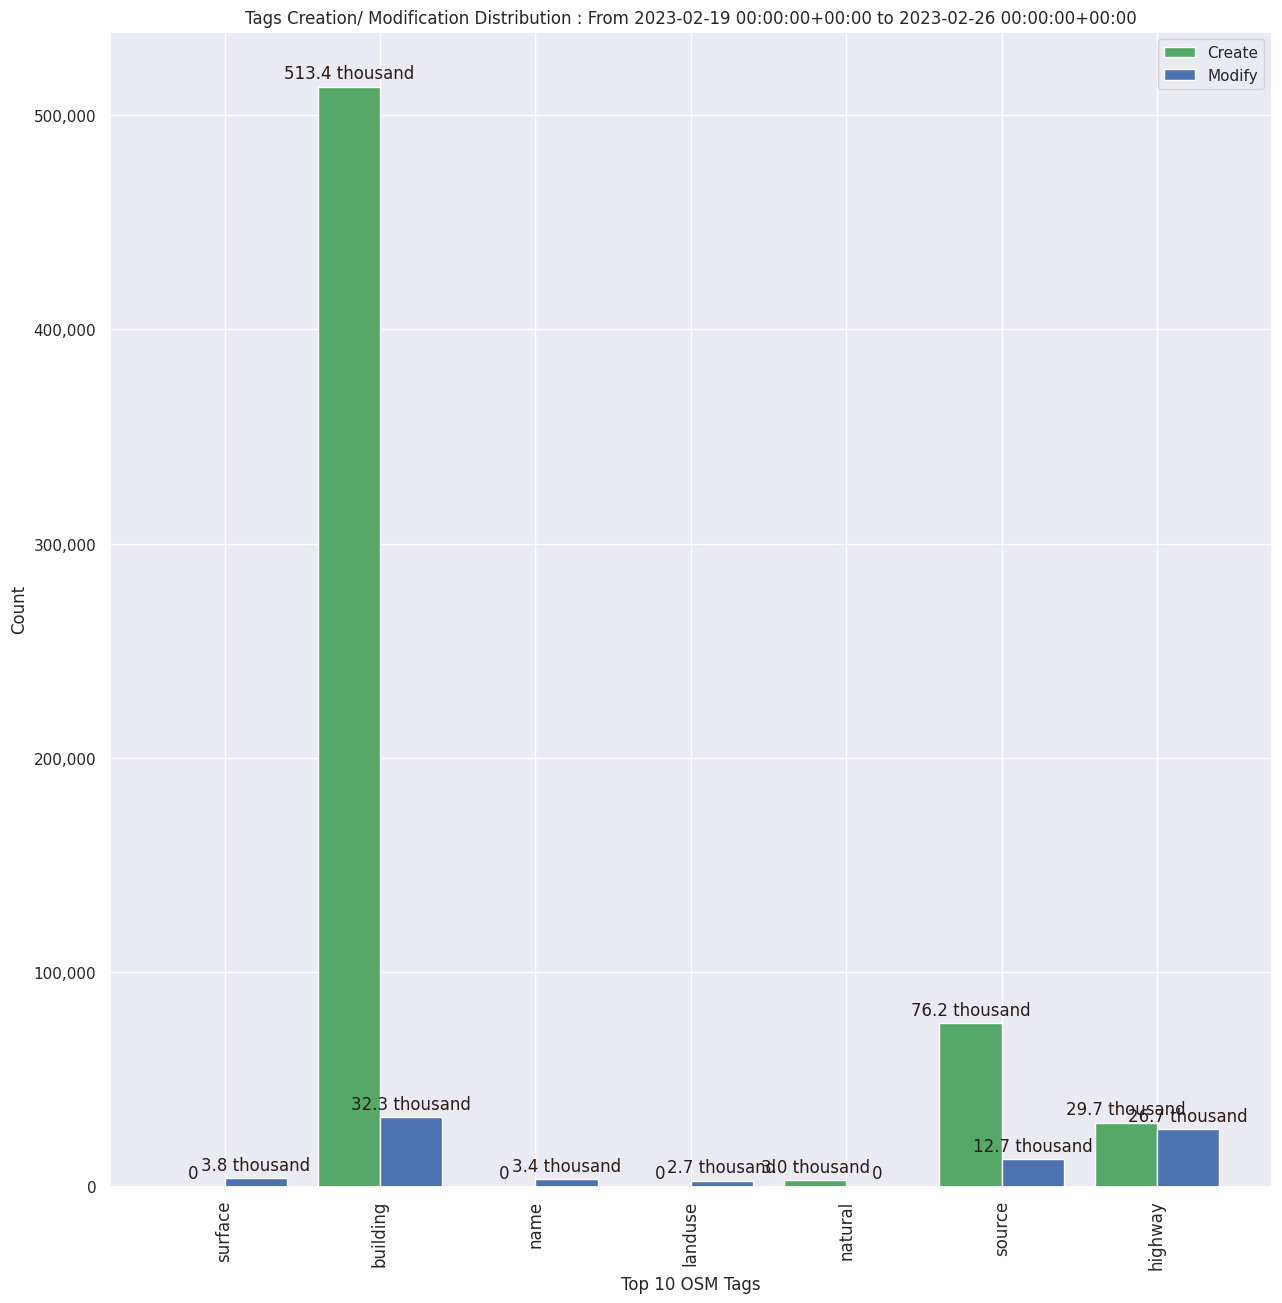 Tags Creation/ Modification Distribution : From 2023-02-19 00:00:00+00:00 to 2023-02-26 00:00:00+00:00
Create
Modify
513.4 thousand
500,000
400,000
300,000
Count
200,000
100,000
76.2 thousand
32.3 thousand
29.7 thousand
26.7 thousand
12.7 thousand
0
3.8 thousand
0
3.4 thousand
0
2.7 thousand
3.0 thousand
0
0
surface
building
name
landuse
natural
source
highway
Top 10 OSM Tags